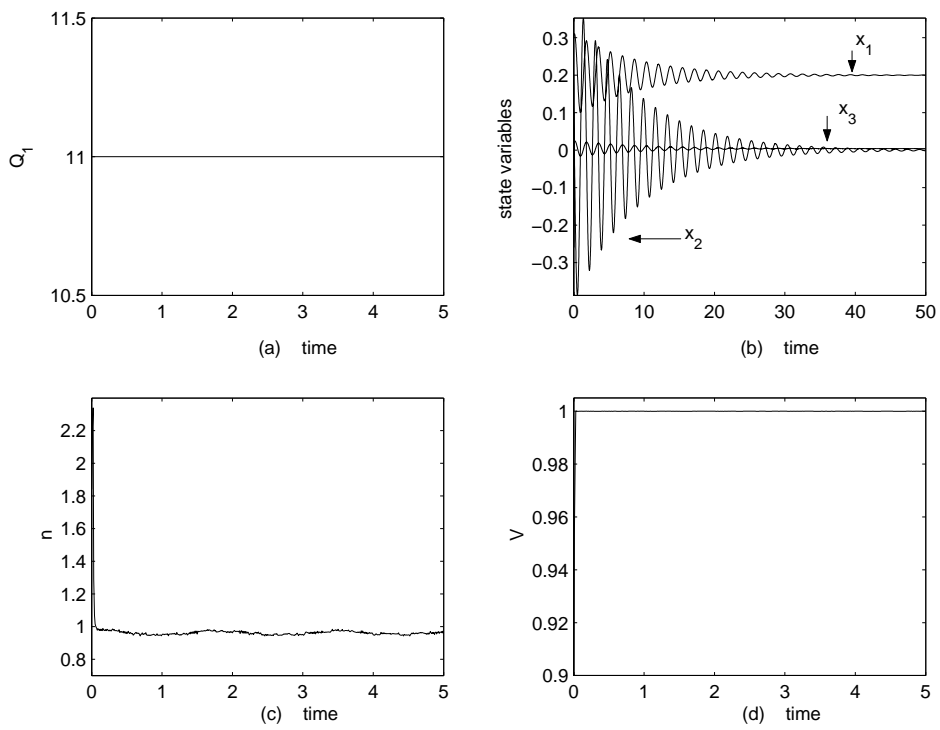 11.5
11
10.5
Q1
0 1 2 3 4 5
(a) time
0.3
0.2
0.1
0
−0.1
−0.2
−0.3
state variables
x1
x3
x2
0 10 20 30 40 50
(b) time
2.2
2
1.8
1.6
1.4
1.2
1
0.8
n
0 1 2 3 4 5
(c) time
1
0.98
0.96
0.94
0.92
0.9
V
0 1 2 3 4 5
(d) time